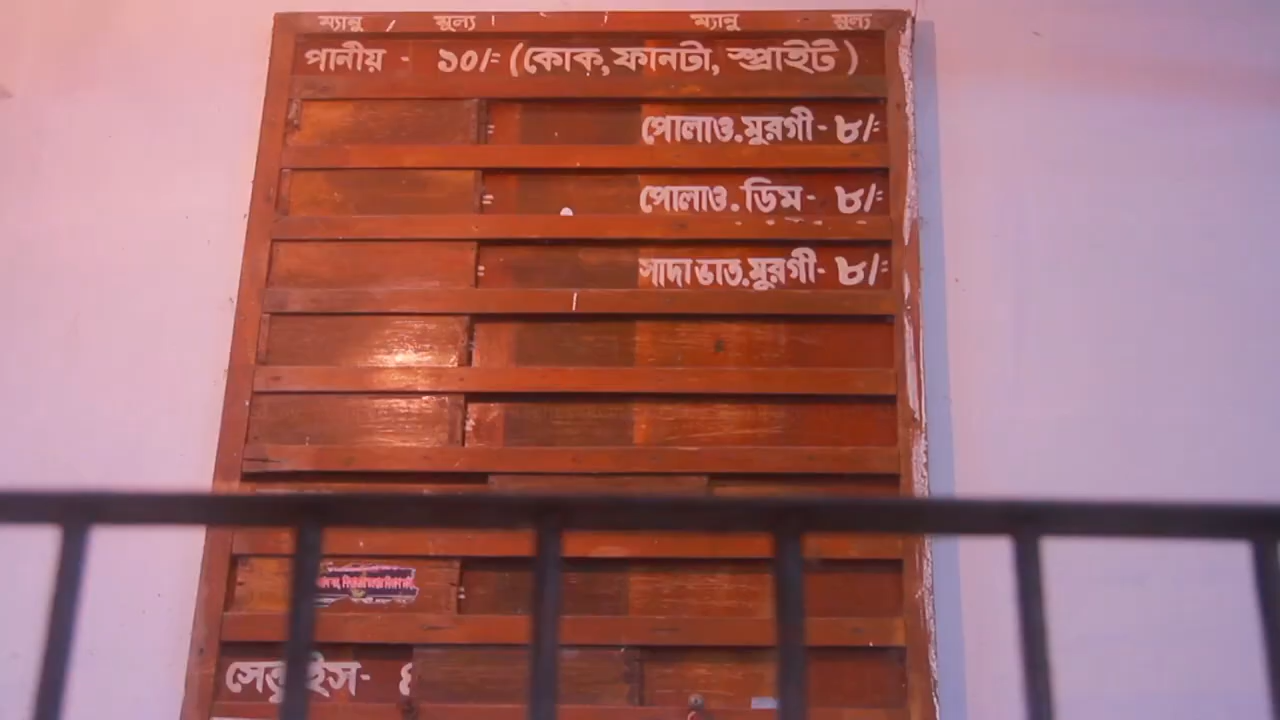 ম্যানু / মূল্য । ম্যানু মূল্য
পানীয় - ১০/= (কোক, ফানটা, স্প্রাইট)
পোলাও. মুরগী - ৮/=
পোলাও. ডিম - ৮/=
সাদা ভাত. মুরগী - ৮/=